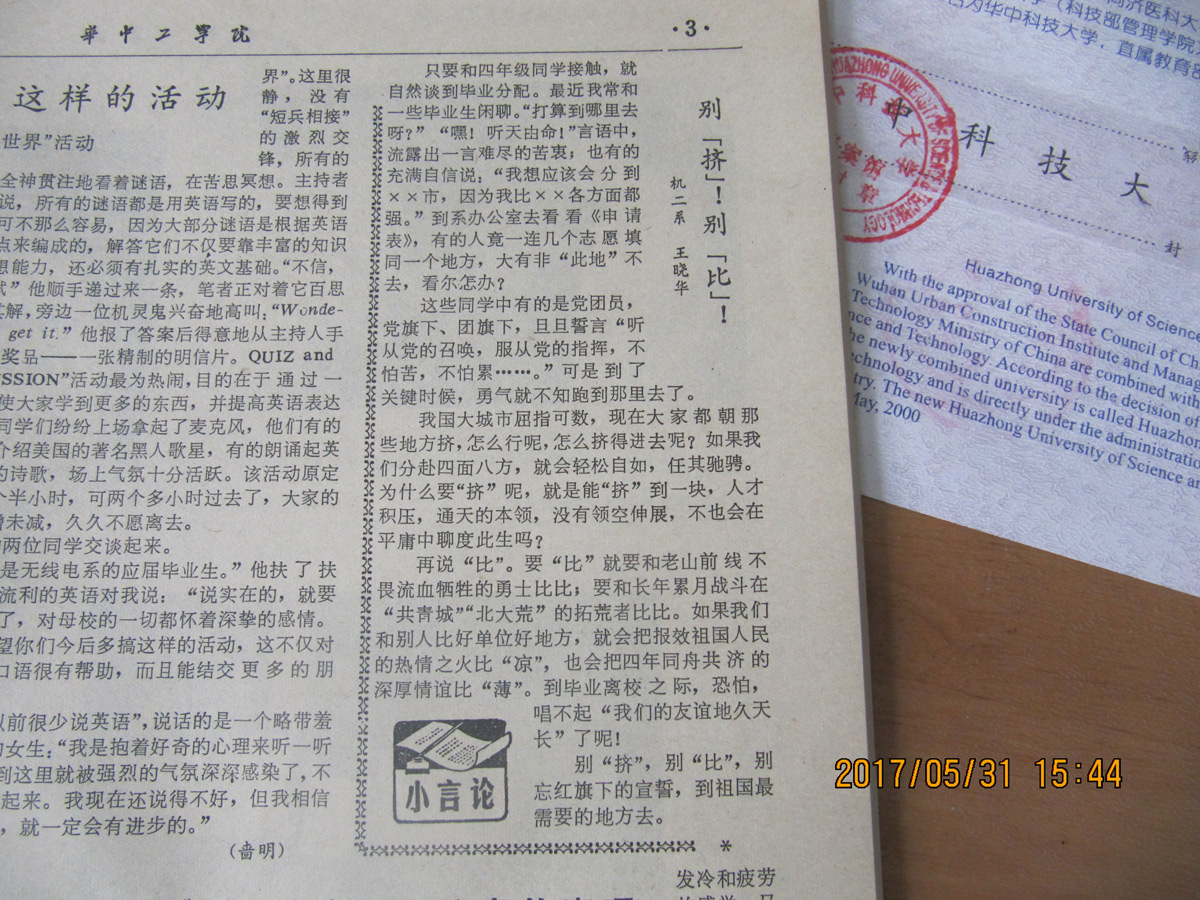 华中工学院
·3·
这样的活动
世界”活动
界”。这里很
静，没有
“短兵相接”
的激烈交
锋，所有的
全神贯注地看着谜语，在苦思冥想。主持者
说，所有的谜语都是用英语写的，要想得到
可不那么容易，因为大部分谜语是根据英语
点来编成的，解答它们不仅要靠丰富的知识
想能力，还必须有扎实的英文基础。“不信，
试”他顺手递过来一条，笔者正对着它百思
其解，旁边一位机灵鬼兴奋地高叫：“Wonde-
get it.”他报了答案后得意地从主持人手
奖品——一张精制的明信片。QUIZ and
SSION”活动最为热闹，目的在于通过一
使大家学到更多的东西，并提高英语表达
同学们纷纷上场拿起了麦克风，他们有的
介绍美国的著名黑人歌星，有的朗诵起英
的诗歌，场上气氛十分活跃。该活动原定
个半小时，可两个多小时过去了，大家的
曾未减，久久不愿离去。
两位同学交谈起来。
是无线电系的应届毕业生。”他扶了扶
流利的英语对我说：“说实在的，就要
了，对母校的一切都怀着深挚的感情。
望你们今后多搞这样的活动，这不仅对
口语很有帮助，而且能结交更多的朋
以前很少说英语”，说话的是一个略带羞
的女生：“我是抱着好奇的心理来听一听
到这里就被强烈的气氛深深感染了，不
起来。我现在还说得不好，但我相信
，就一定会有进步的。”
（啬明）
别「挤」！别「比」！
机二系 王晓华
只要和四年级同学接触，就
自然谈到毕业分配。最近我常和
一些毕业生闲聊。“打算到哪里去
呀？”“嘿！听天由命！”言语中，
流露出一言难尽的苦衷；也有的
充满自信说：“我想应该会分到
××市，因为我比××各方面都
强。”到系办公室去看看《申请
表》，有的人竟一连几个志愿填
同一个地方，大有非“此地”不
去，看尔怎办？
这些同学中有的是党团员，
党旗下、团旗下，旦旦誓言“听
从党的召唤，服从党的指挥，不
怕苦，不怕累……。”可是到了
关键时候，勇气就不知跑到那里去了。
我国大城市屈指可数，现在大家都朝那
些地方挤，怎么行呢，怎么挤得进去呢？如果我
们分赴四面八方，就会轻松自如，任其驰骋。
为什么要“挤”呢，就是能“挤”到一块，人才
积压，通天的本领，没有领空伸展，不也会在
平庸中聊度此生吗？
再说“比”。要“比”就要和老山前线不
畏流血牺牲的勇士比比；要和长年累月战斗在
“共青城”“北大荒”的拓荒者比比。如果我们
和别人比好单位好地方，就会把报效祖国人民
的热情之火比“凉”，也会把四年同舟共济的
深厚情谊比“薄”。到毕业离校之际，恐怕，
唱不起“我们的友谊地久天
长”了呢！
别“挤”，别“比”，别
忘红旗下的宣誓，到祖国最
需要的地方去。
小言论
*
发冷和疲劳
同济医科大
（科技部管理学院
为华中科技大学，直属教育部
中科技大
封
Huazhong University of Science
With the approval of the State Council of Ch
Wuhan Urban Construction Institute and Manag
Technology Ministry of China are combined with
nce and Technology. According to the decision of
he newly combined university is called Huazhong
echnology and is directly under the administratio
try. The new Huazhong University of Science an
May, 2000
2017/05/31 15:44